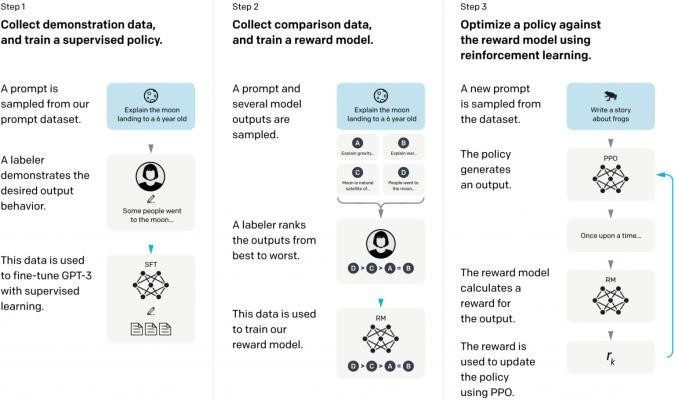 Step 1
Collect demonstration data,
and train a supervised policy.
A prompt is
sampled from our
prompt dataset.
Explain the moon
landing to a 6 year old
A labeler
demonstrates the
desired output
behavior.
Some people went
to the moon...
This data is used
to fine-tune GPT-3
with supervised
learning.
SFT
Step 2
Collect comparison data,
and train a reward model.
A prompt and
several model
outputs are
sampled.
Explain the moon
landing to a 6 year old
A
Explain gravity...
B
Explain war...
C
Moon is natural
satellite of...
D
People went to
the moon...
A labeler ranks
the outputs from
best to worst.
D > C > A = B
This data is used
to train our
reward model.
RM
D > C > A = B
Step 3
Optimize a policy against
the reward model using
reinforcement learning.
A new prompt
is sampled from
the dataset.
Write a story
about frogs
The policy
generates
an output.
PPO
Once upon a time...
The reward model
calculates a
reward for
the output.
RM
The reward is
used to update
the policy
using PPO.
rk